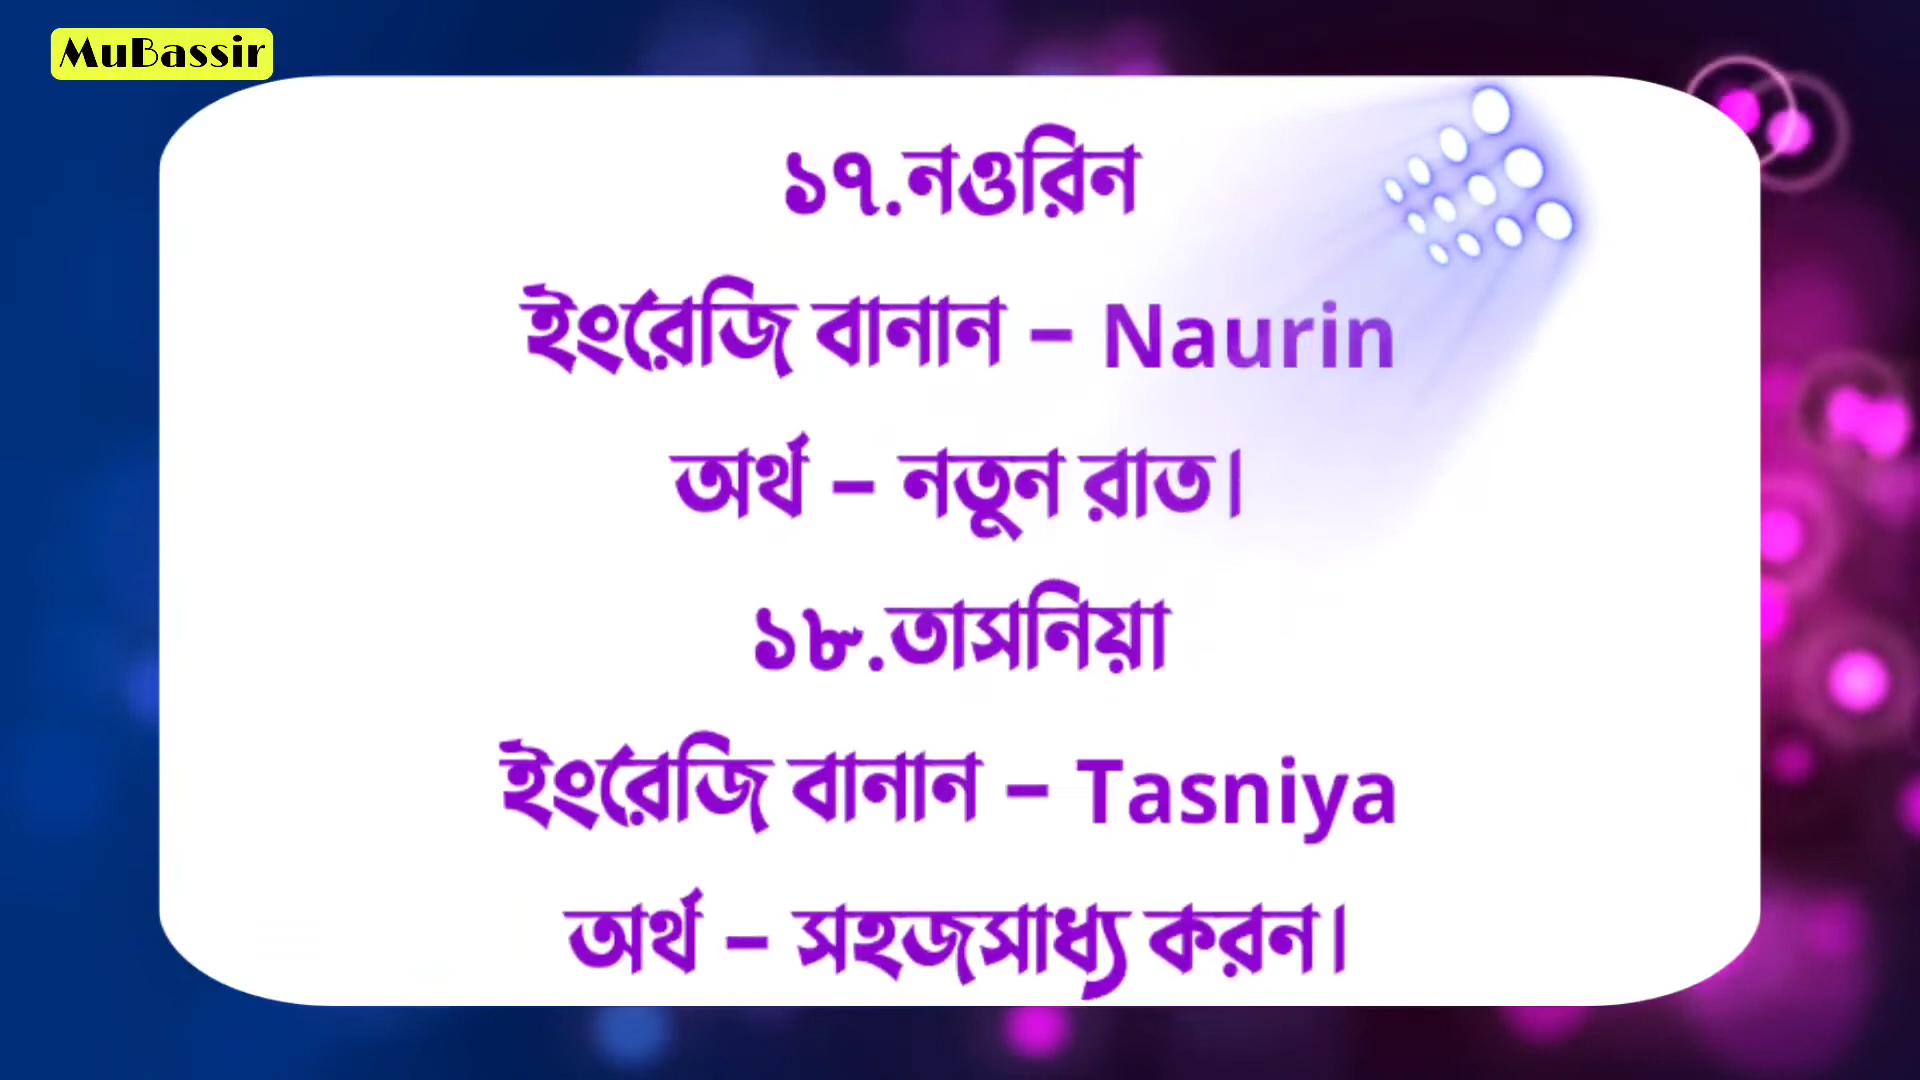 MuBassir
১৭.নওরিন
ইংরেজি বানান – Naurin
অর্থ – নতুন রাত।
১৮.তাসনিয়া
ইংরেজি বানান – Tasniya
অর্থ – সহজসাধ্য করন।